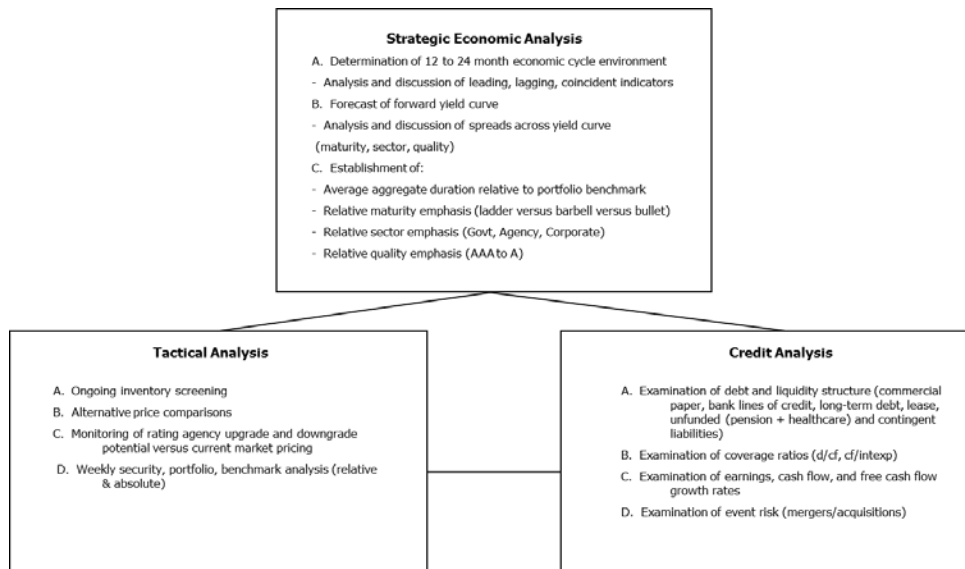 Strategic Economic Analysis
A. Determination of 12 to 24 month economic cycle environment
- Analysis and discussion of leading, lagging, coincident indicators
B. Forecast of forward yield curve
- Analysis and discussion of spreads across yield curve
(maturity, sector, quality)
C. Establishment of:
- Average aggregate duration relative to portfolio benchmark
- Relative maturity emphasis (ladder versus barbell versus bullet)
- Relative sector emphasis (Govt, Agency, Corporate)
- Relative quality emphasis (AAA to A)
Tactical Analysis
A. Ongoing inventory screening
B. Alternative price comparisons
C. Monitoring of rating agency upgrade and downgrade
potential versus current market pricing
D. Weekly security, portfolio, benchmark analysis (relative
& absolute)
Credit Analysis
A. Examination of debt and liquidity structure (commercial
paper, bank lines of credit, long-term debt, lease,
unfunded (pension + healthcare) and contingent
liabilities)
B. Examination of coverage ratios (d/cf, cf/intexp)
C. Examination of earnings, cash flow, and free cash flow
growth rates
D. Examination of event risk (mergers/acquisitions)